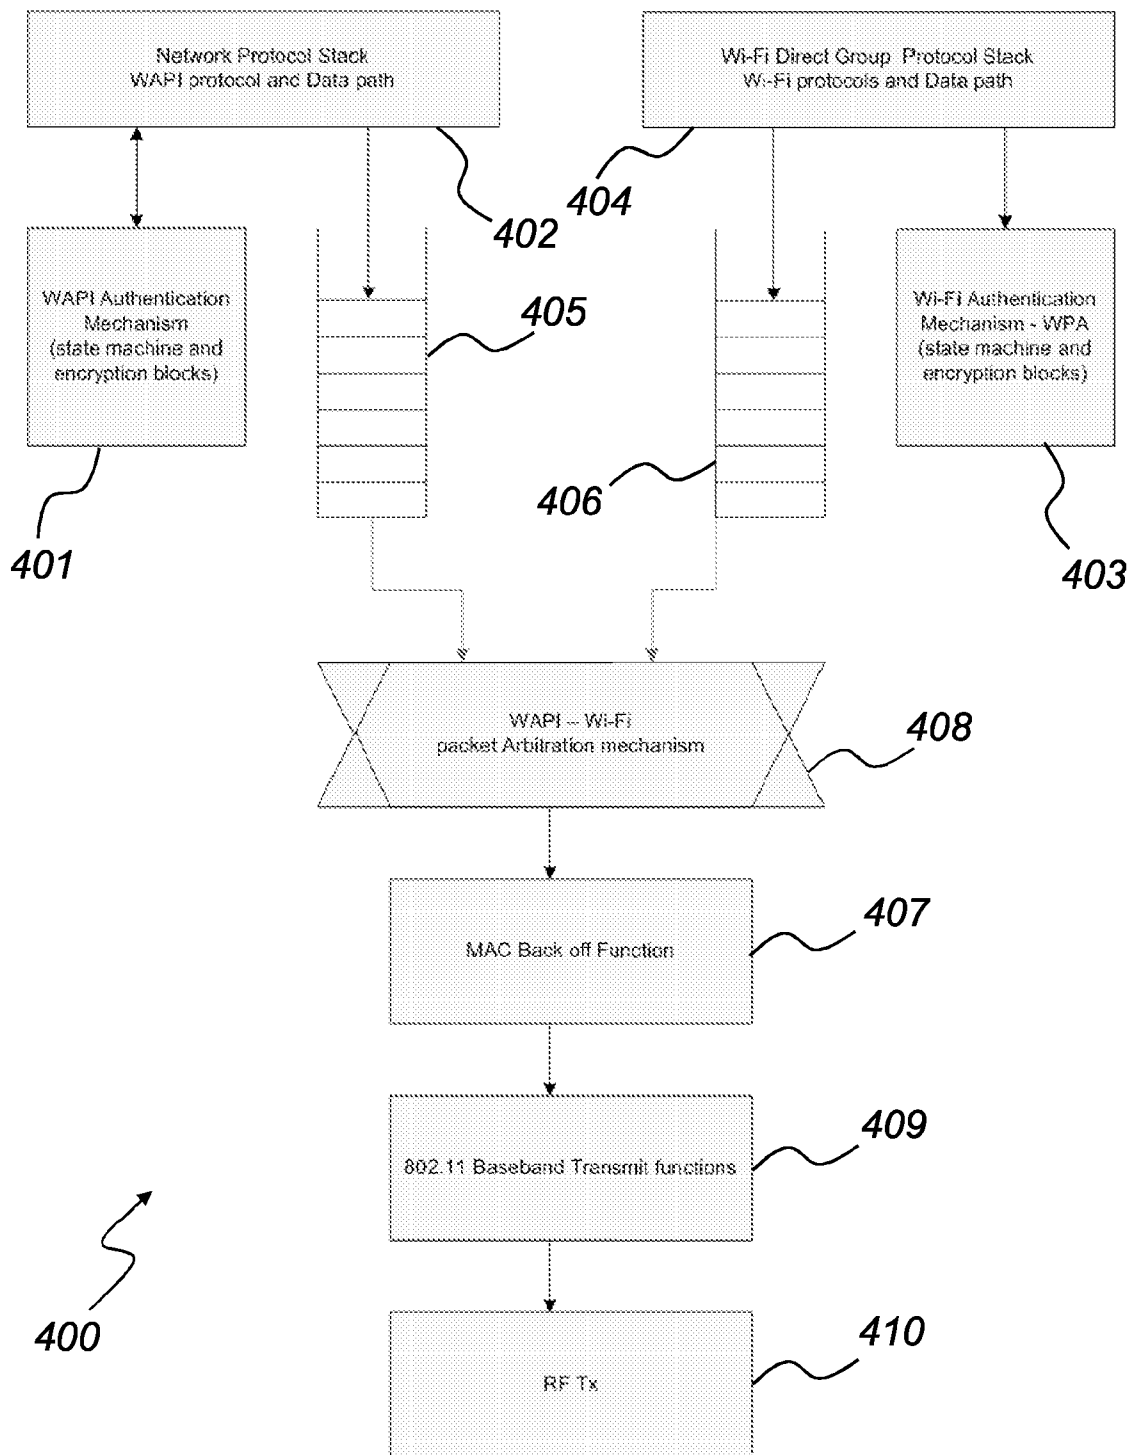 Network Protocol Stack
WAPI protocol and Data path
Wi-Fi Direct Group Protocol Stack
Wi-Fi protocols and Data path
402
404
WAPI Authentication
Mechanism
(state machine and
encryption blocks)
405
Wi-Fi Authentication
Mechanism - WPA
(state machine and
encryption blocks)
406
401
403
WAPI – Wi-Fi
packet Arbitration mechanism
408
407
MAC Back off Function
409
802.11 Baseband Transmit functions
400
410
RF Tx